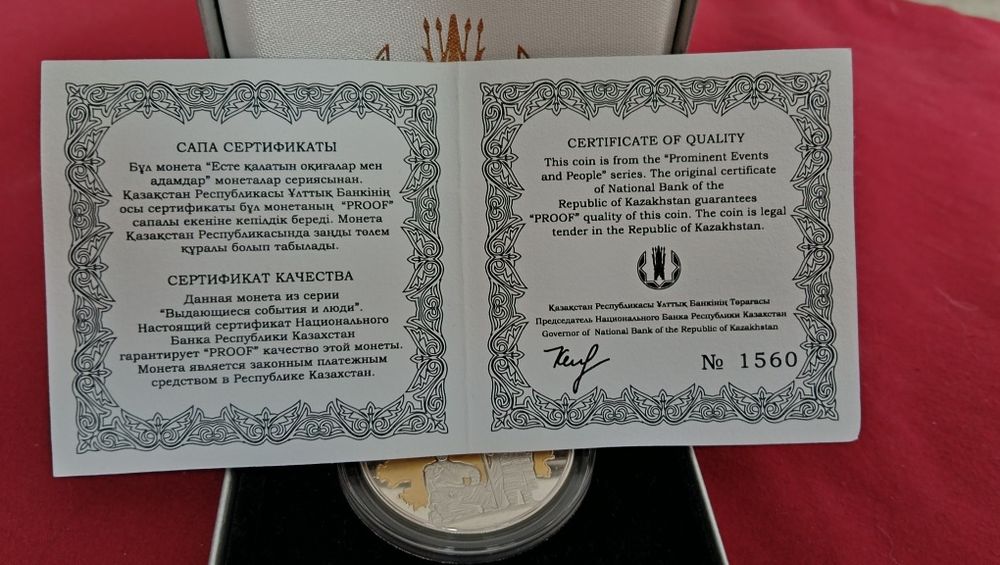 САПА СЕРТИФИКАТЫ
Бұл монета “Есте қалатын оқиғалар мен
адамдар” монеталар сериясынан.
Қазақстан Республикасы Ұлттық Банкінің
осы сертификаты бұл монетаның “PROOF”
сапалы екеніне кепілдік береді. Монета
Қазақстан Республикасында заңды төлем
құралы болып табылады.
СЕРТИФИКАТ КАЧЕСТВА
Данная монета из серии
“Выдающиеся события и люди”.
Настоящий сертификат Национального
Банка Республики Казахстан
гарантирует “PROOF” качество этой монеты.
Монета является законным платежным
средством в Республике Казахстан.
CERTIFICATE OF QUALITY
This coin is from the “Prominent Events
and People” series. The original certificate
of National Bank of the
Republic of Kazakhstan guarantees
“PROOF” quality of this coin. The coin is legal
tender in the Republic of Kazakhstan.
Қазақстан Республикасы Ұлттық Банкінің Төрағасы
Председатель Национального Банка Республики Казахстан
Governor of National Bank of the Republic of Kazakhstan
№ 1560